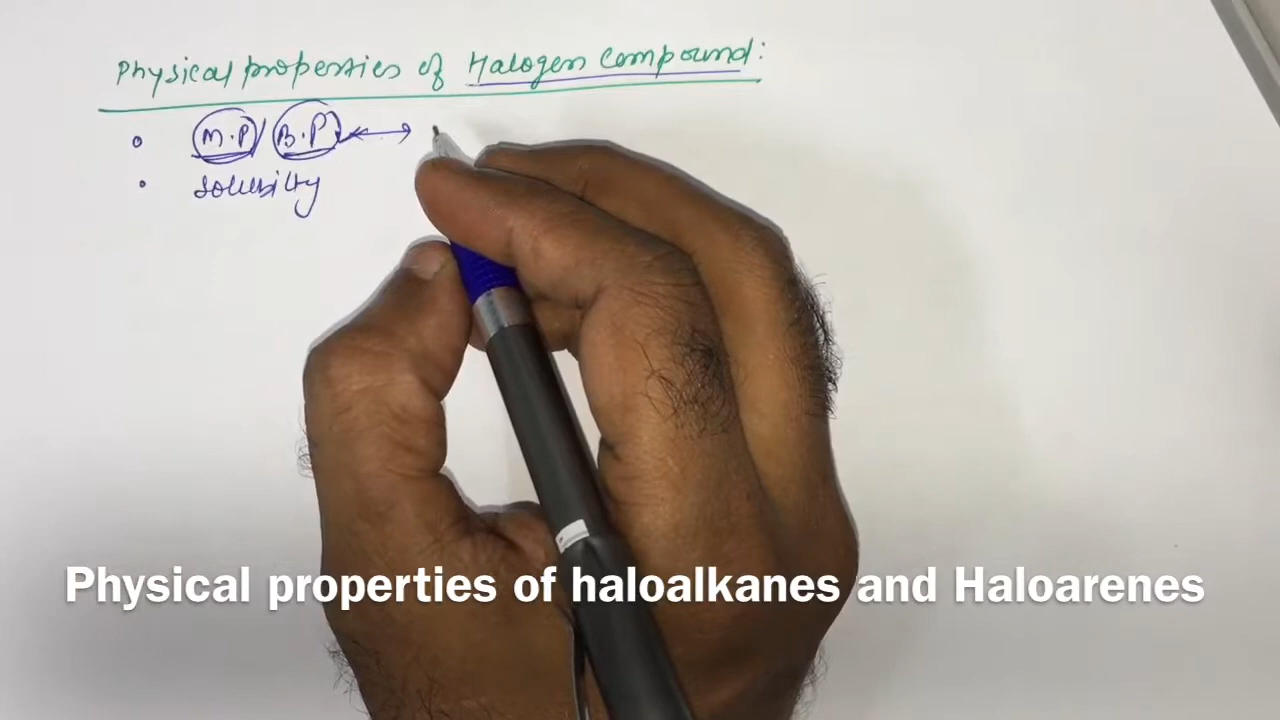 Physical properties of Halogen Compound:
• M.P/ B.P
• Solubility
Physical properties of haloalkanes and Haloarenes